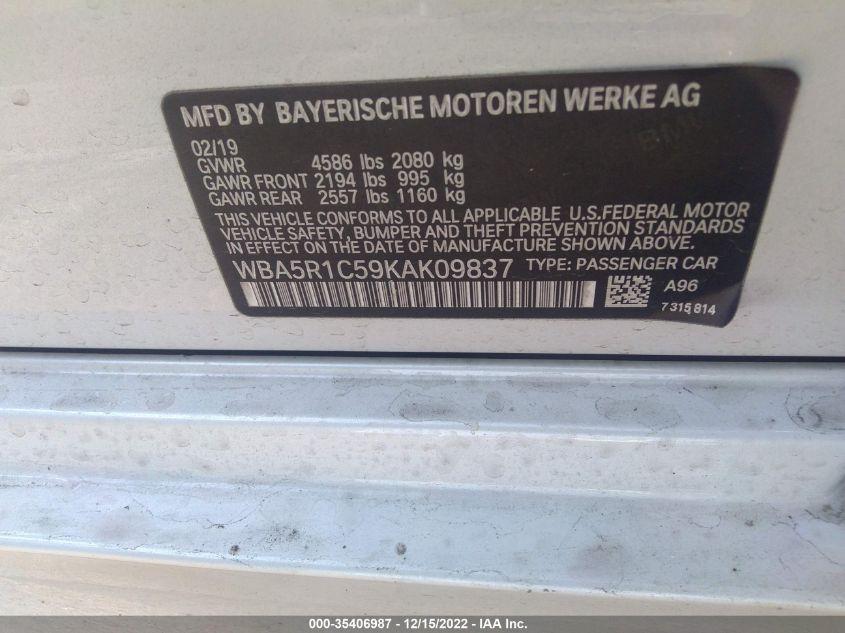 MFD BY BAYERISCHE MOTOREN WERKE AG
02/19
GVWR 4586 lbs 2080 kg
GAWR FRONT 2194 lbs 995 kg
GAWR REAR 2557 lbs 1160 kg
THIS VEHICLE CONFORMS TO ALL APPLICABLE U.S.FEDERAL MOTOR
VEHICLE SAFETY, BUMPER AND THEFT PREVENTION STANDARDS
IN EFFECT ON THE DATE OF MANUFACTURE SHOWN ABOVE.
WBA5R1C59KAK09837 TYPE: PASSENGER CAR
A96
7315814
000-35406987 - 12/15/2022 - IAA Inc.